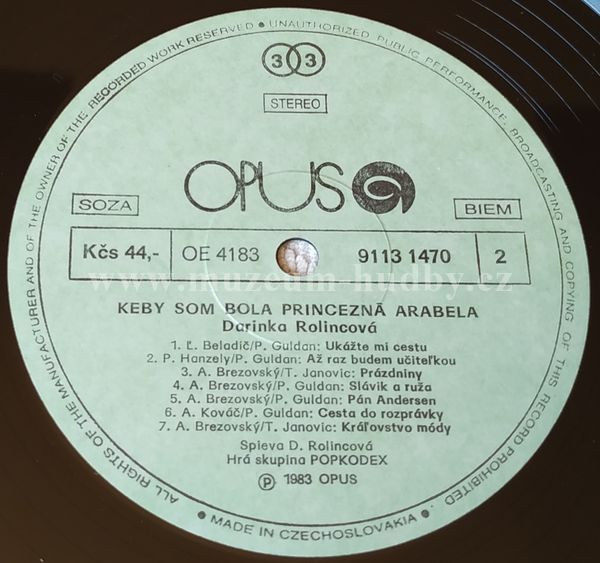 ALL RIGHTS OF THE MANUFACTURER AND OF THE OWNER OF THE RECORDED WORK RESERVED • UNAUTHORIZED PUBLIC PERFORMANCE, BROADCASTING AND COPYING OF THIS RECORD PROHIBITED.
33
STEREO
OPUS
SOZA
BIEM
Kčs 44,- OE 4183 9113 1470 2
www.muzeum-hudby.cz
KEBY SOM BOLA PRINCEZNÁ ARABELA
Darinka Rolincová
1. Ľ. Beladič/P. Guldan: Ukážte mi cestu
2. P. Hanzely/P. Guldan: Až raz budem učiteľkou
3. A. Brezovský/T. Janovic: Prázdniny
4. A. Brezovský/P. Guldan: Slávik a ruža
5. A. Brezovský/P. Guldan: Pán Andersen
6. A. Kováč/P. Guldan: Cesta do rozprávky
7. A. Brezovský/T. Janovic: Kráľovstvo módy
Spieva D. Rolincová
Hrá skupina POPKODEX
Ⓟ 1983 OPUS
• MADE IN CZECHOSLOVAKIA •